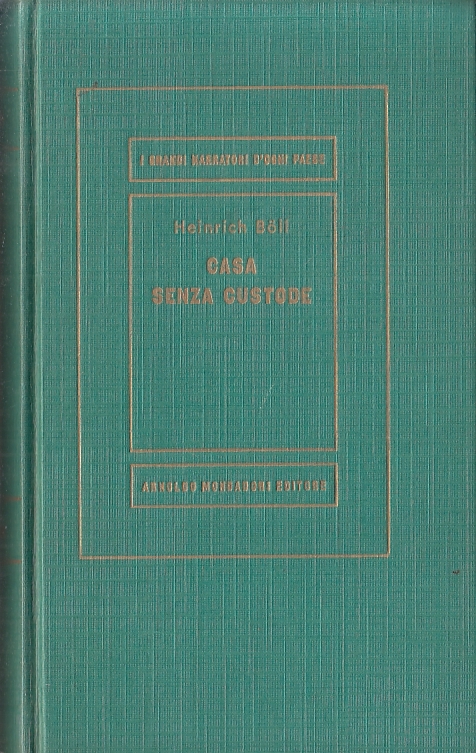 I GRANDI NARRATORI D'OGNI PAESE
Heinrich Böll
CASA
SENZA CUSTODE
ARNOLDO MONDADORI EDITORE